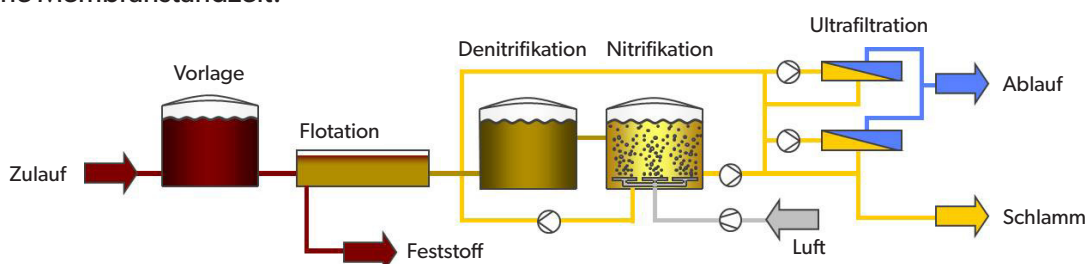 Ultrafiltration
Denitrifikation
Nitrifikation
Vorlage
Ablauf
Flotation
Zulauf
Schlamm
Feststoff
Luft